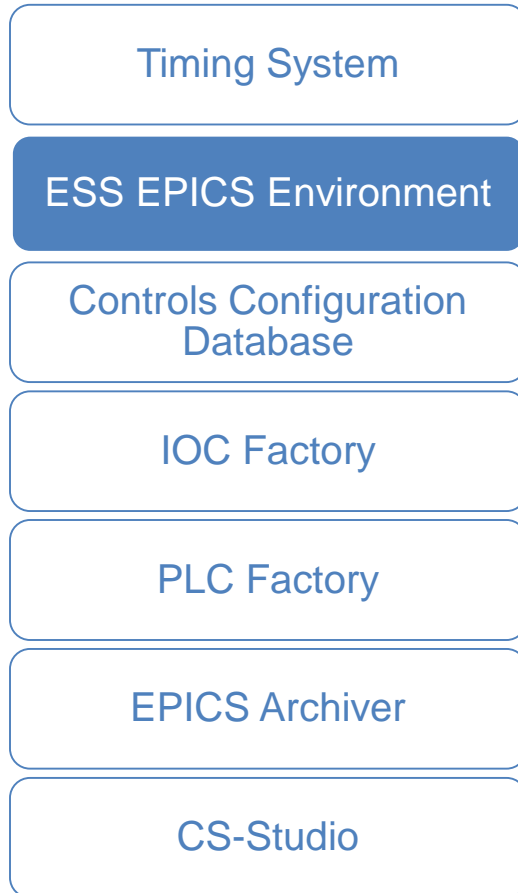 Timing System
ESS EPICS Environment
Controls Configuration
Database
IOC Factory
PLC Factory
EPICS Archiver
CS-Studio